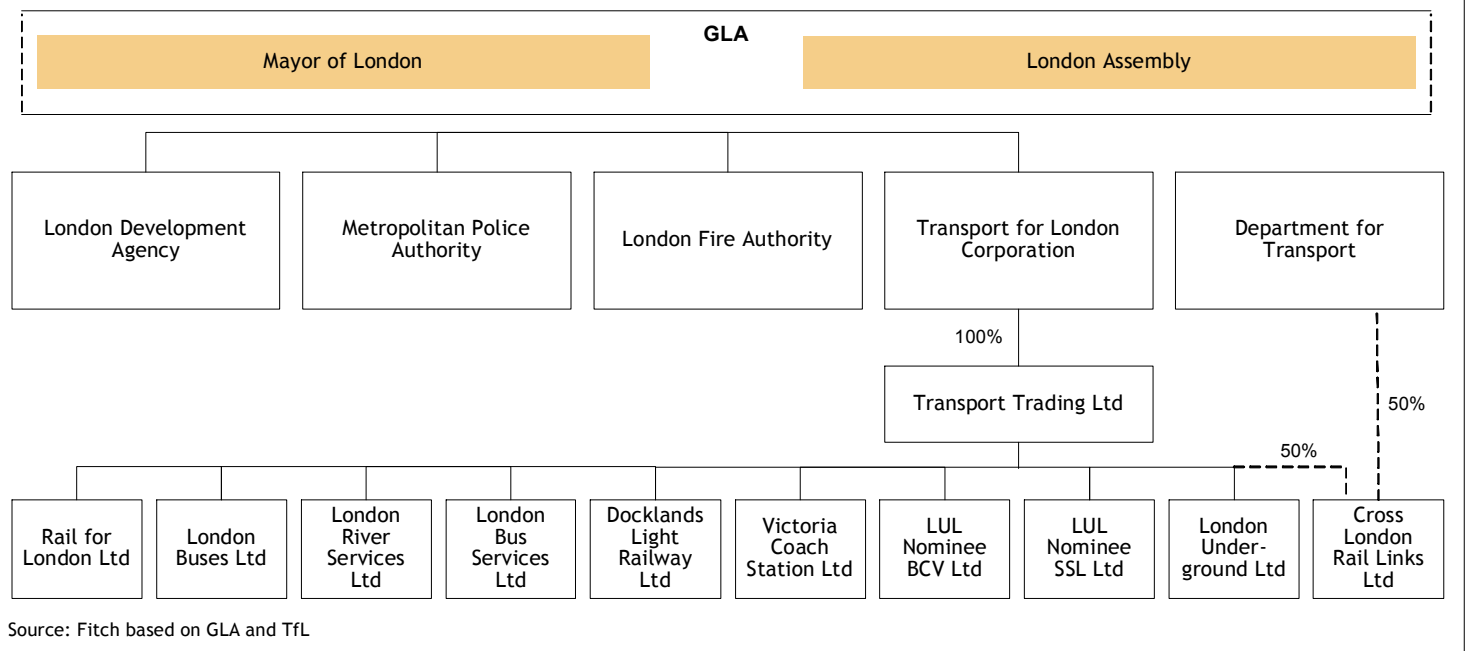 GLA
Mayor of London
London Assembly
London Development
Agency
Metropolitan Police
Authority
London Fire Authority
Transport for London
Corporation
Department for
Transport
100%
Transport Trading Ltd
50%
50%
Rail for
London Ltd
London
Buses Ltd
London
River
Services
Ltd
London
Bus
Services
Ltd
Docklands
Light
Railway
Ltd
Victoria
Coach
Station Ltd
LUL
Nominee
BCV Ltd
LUL
Nominee
SSL Ltd
London
Under-
ground Ltd
Cross
London
Rail Links
Ltd
Source: Fitch based on GLA and TfL